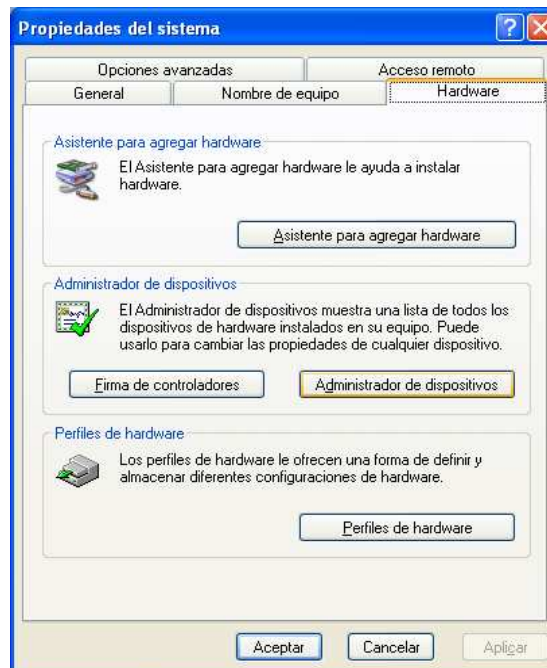 Propiedades del sistema
Opciones avanzadas
Acceso remoto
General
Nombre de equipo
Hardware
Asistente para agregar hardware
El Asistente para agregar hardware le ayuda a instalar
hardware.
Asistente para agregar hardware
Administrador de dispositivos
El Administrador de dispositivos muestra una lista de todos los
dispositivos de hardware instalados en su equipo. Puede
usarlo para cambiar las propiedades de cualquier dispositivo.
Firma de controladores
Administrador de dispositivos
Perfiles de hardware
Los perfiles de hardware le ofrecen una forma de definir y
almacenar diferentes configuraciones de hardware.
Perfiles de hardware
Aceptar
Cancelar
Aplicar